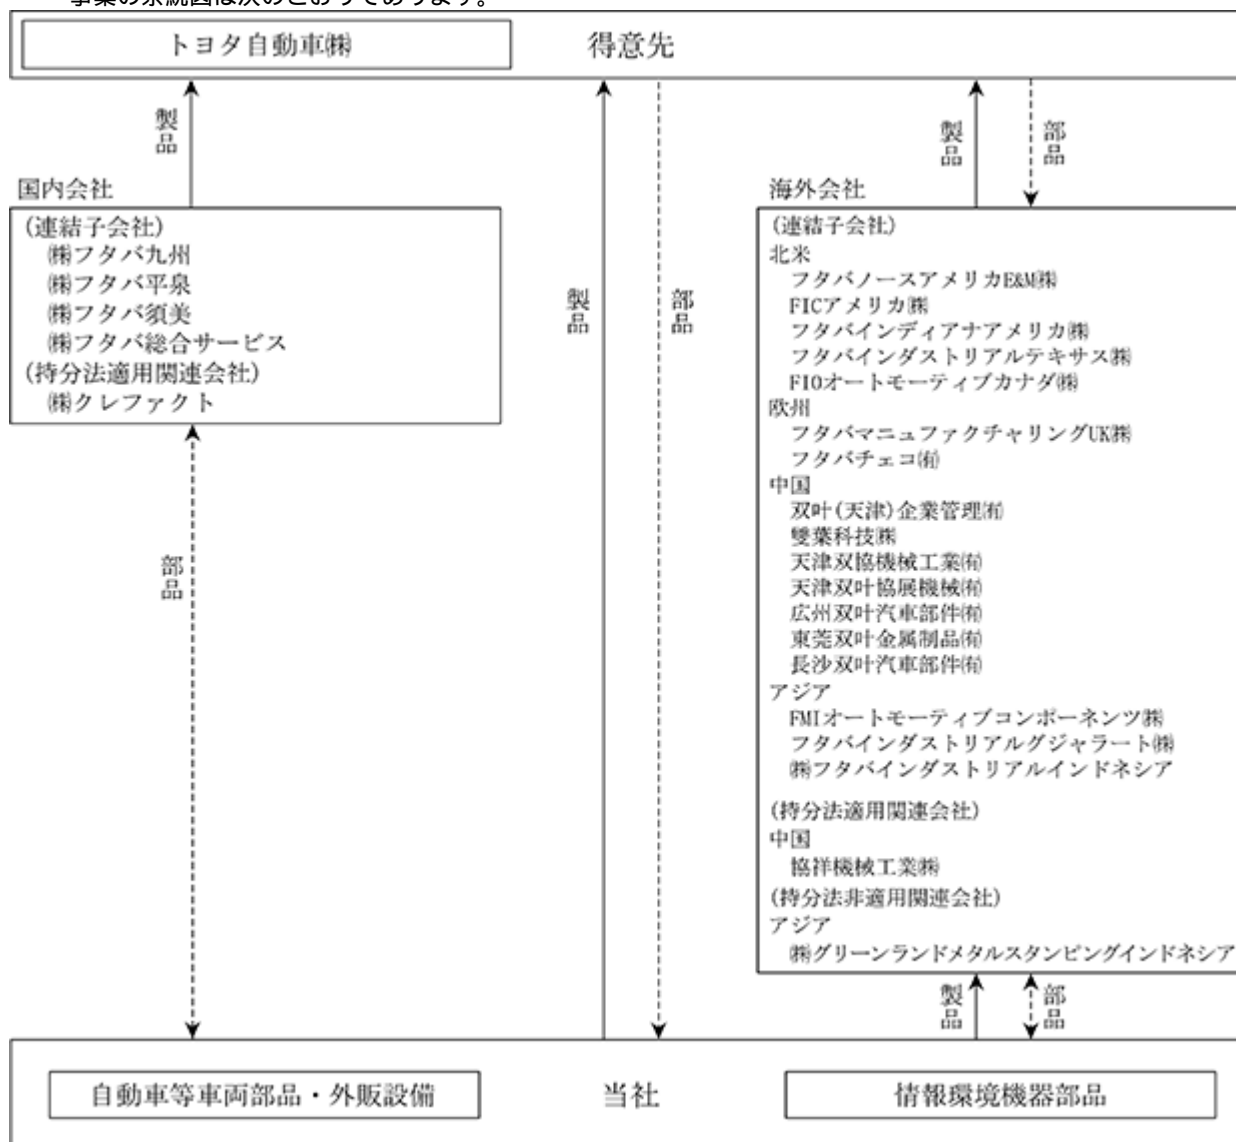 事業の系統図は次のとおりであります。
トヨタ自動車㈱
得意先
製品
製品
部品
国内会社
(連結子会社)
㈱フタバ九州
㈱フタバ平泉
㈱フタバ須美
㈱フタバ総合サービス
(持分法適用関連会社)
㈱クレファクト
部品
製品
部品
海外会社
(連結子会社)
北米
フタバノースアメリカE&M㈱
FICアメリカ㈱
フタバインディアナアメリカ㈱
フタバインダストリアルテキサス㈱
FIOオートモーティブカナダ㈱
欧州
フタバマニュファクチャリングUK㈱
フタバチェコ㈲
中国
双叶(天津)企業管理㈲
雙葉科技㈱
天津双協機械工業㈲
天津双叶協展機械㈲
広州双叶汽車部件㈲
東莞双叶金属制品㈲
長沙双叶汽車部件㈲
アジア
FMIオートモーティブコンポーネンツ㈱
フタバインダストリアルグジャラート㈱
㈱フタバインダストリアルインドネシア
(持分法適用関連会社)
中国
協祥機械工業㈱
(持分法非適用関連会社)
アジア
㈱グリーンランドメタルスタンピングインドネシア
製品
部品
自動車等車両部品・外販設備
当社
情報環境機器部品